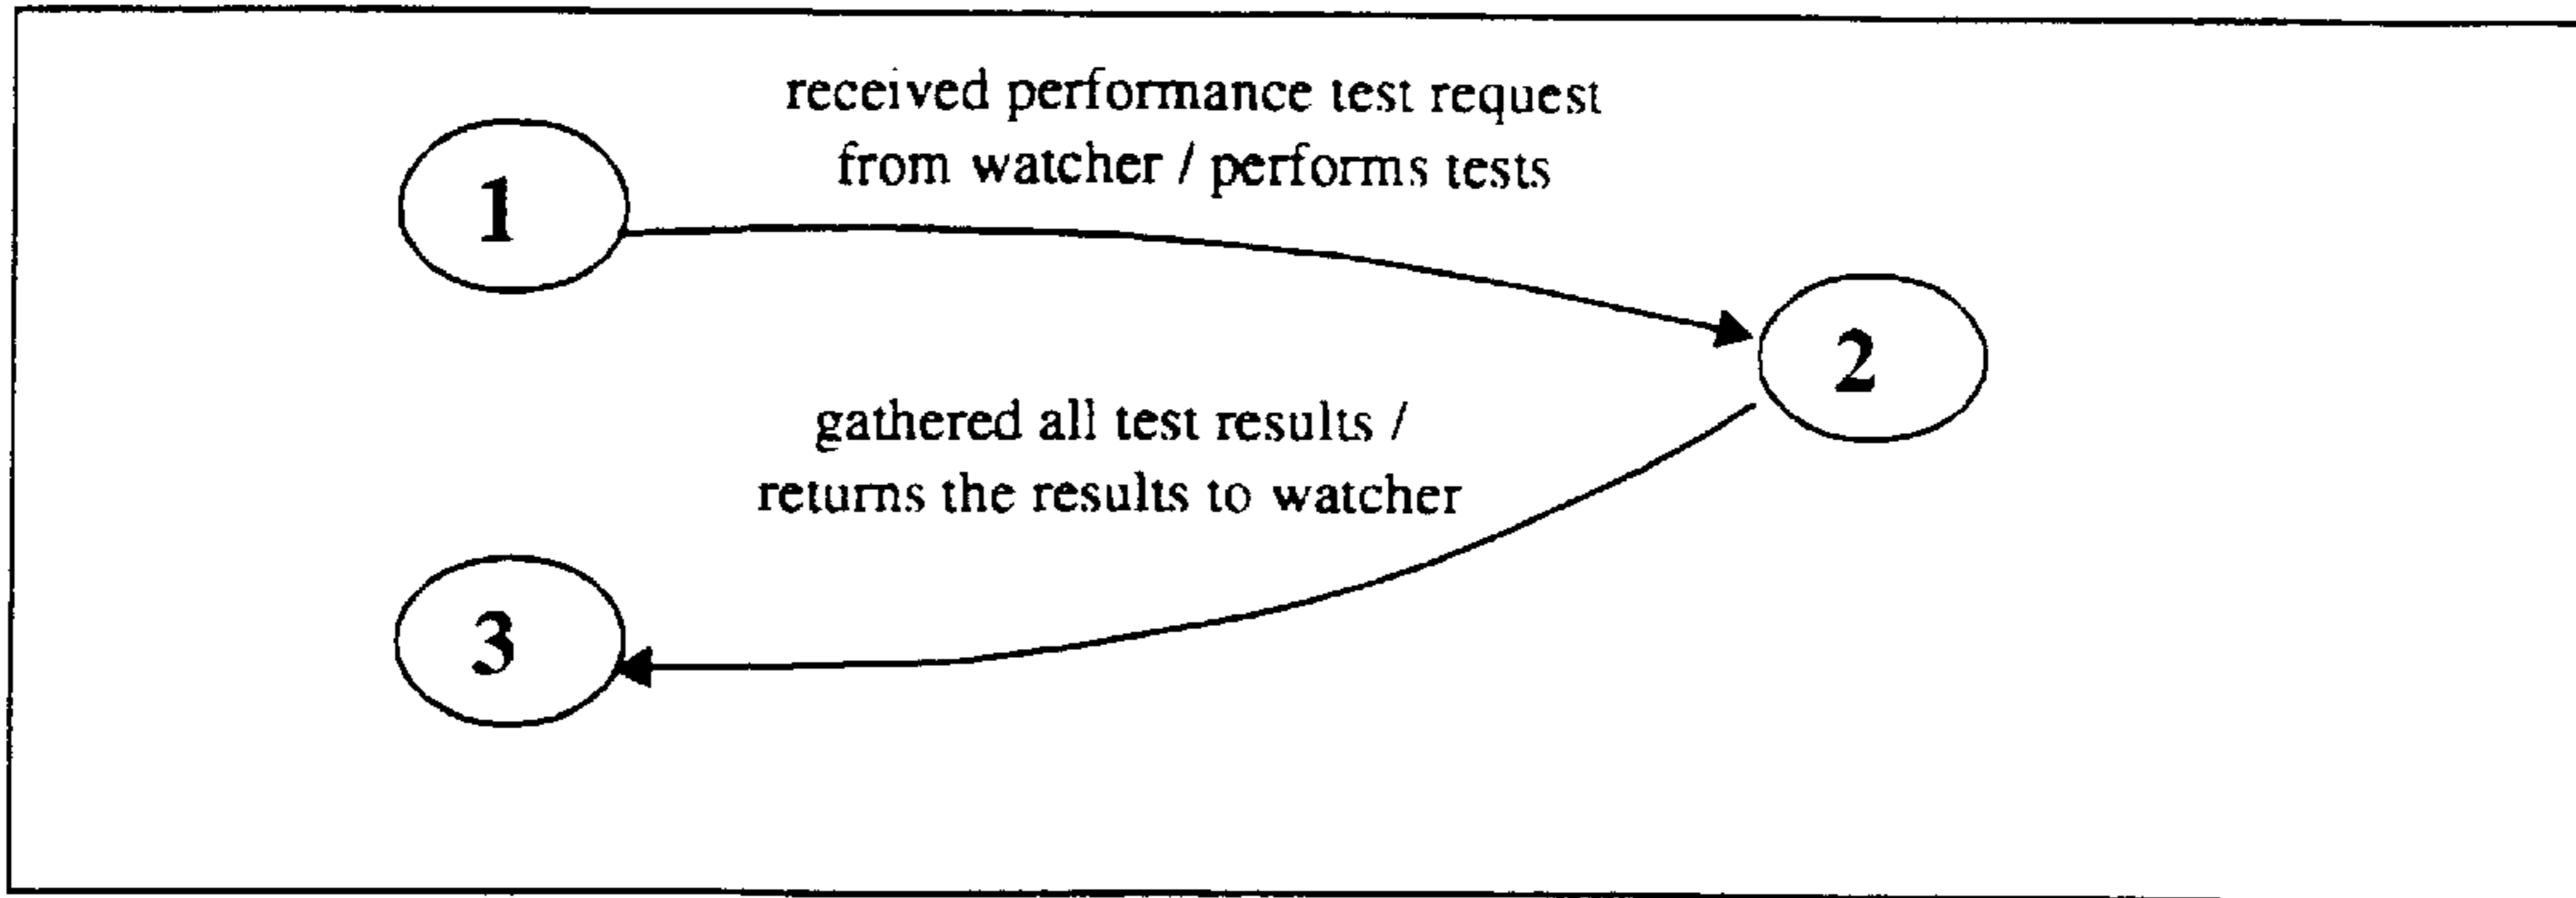 received performance test request
from watcher / performs tests
1
2
gathered all test results /
returns the results to watcher
3